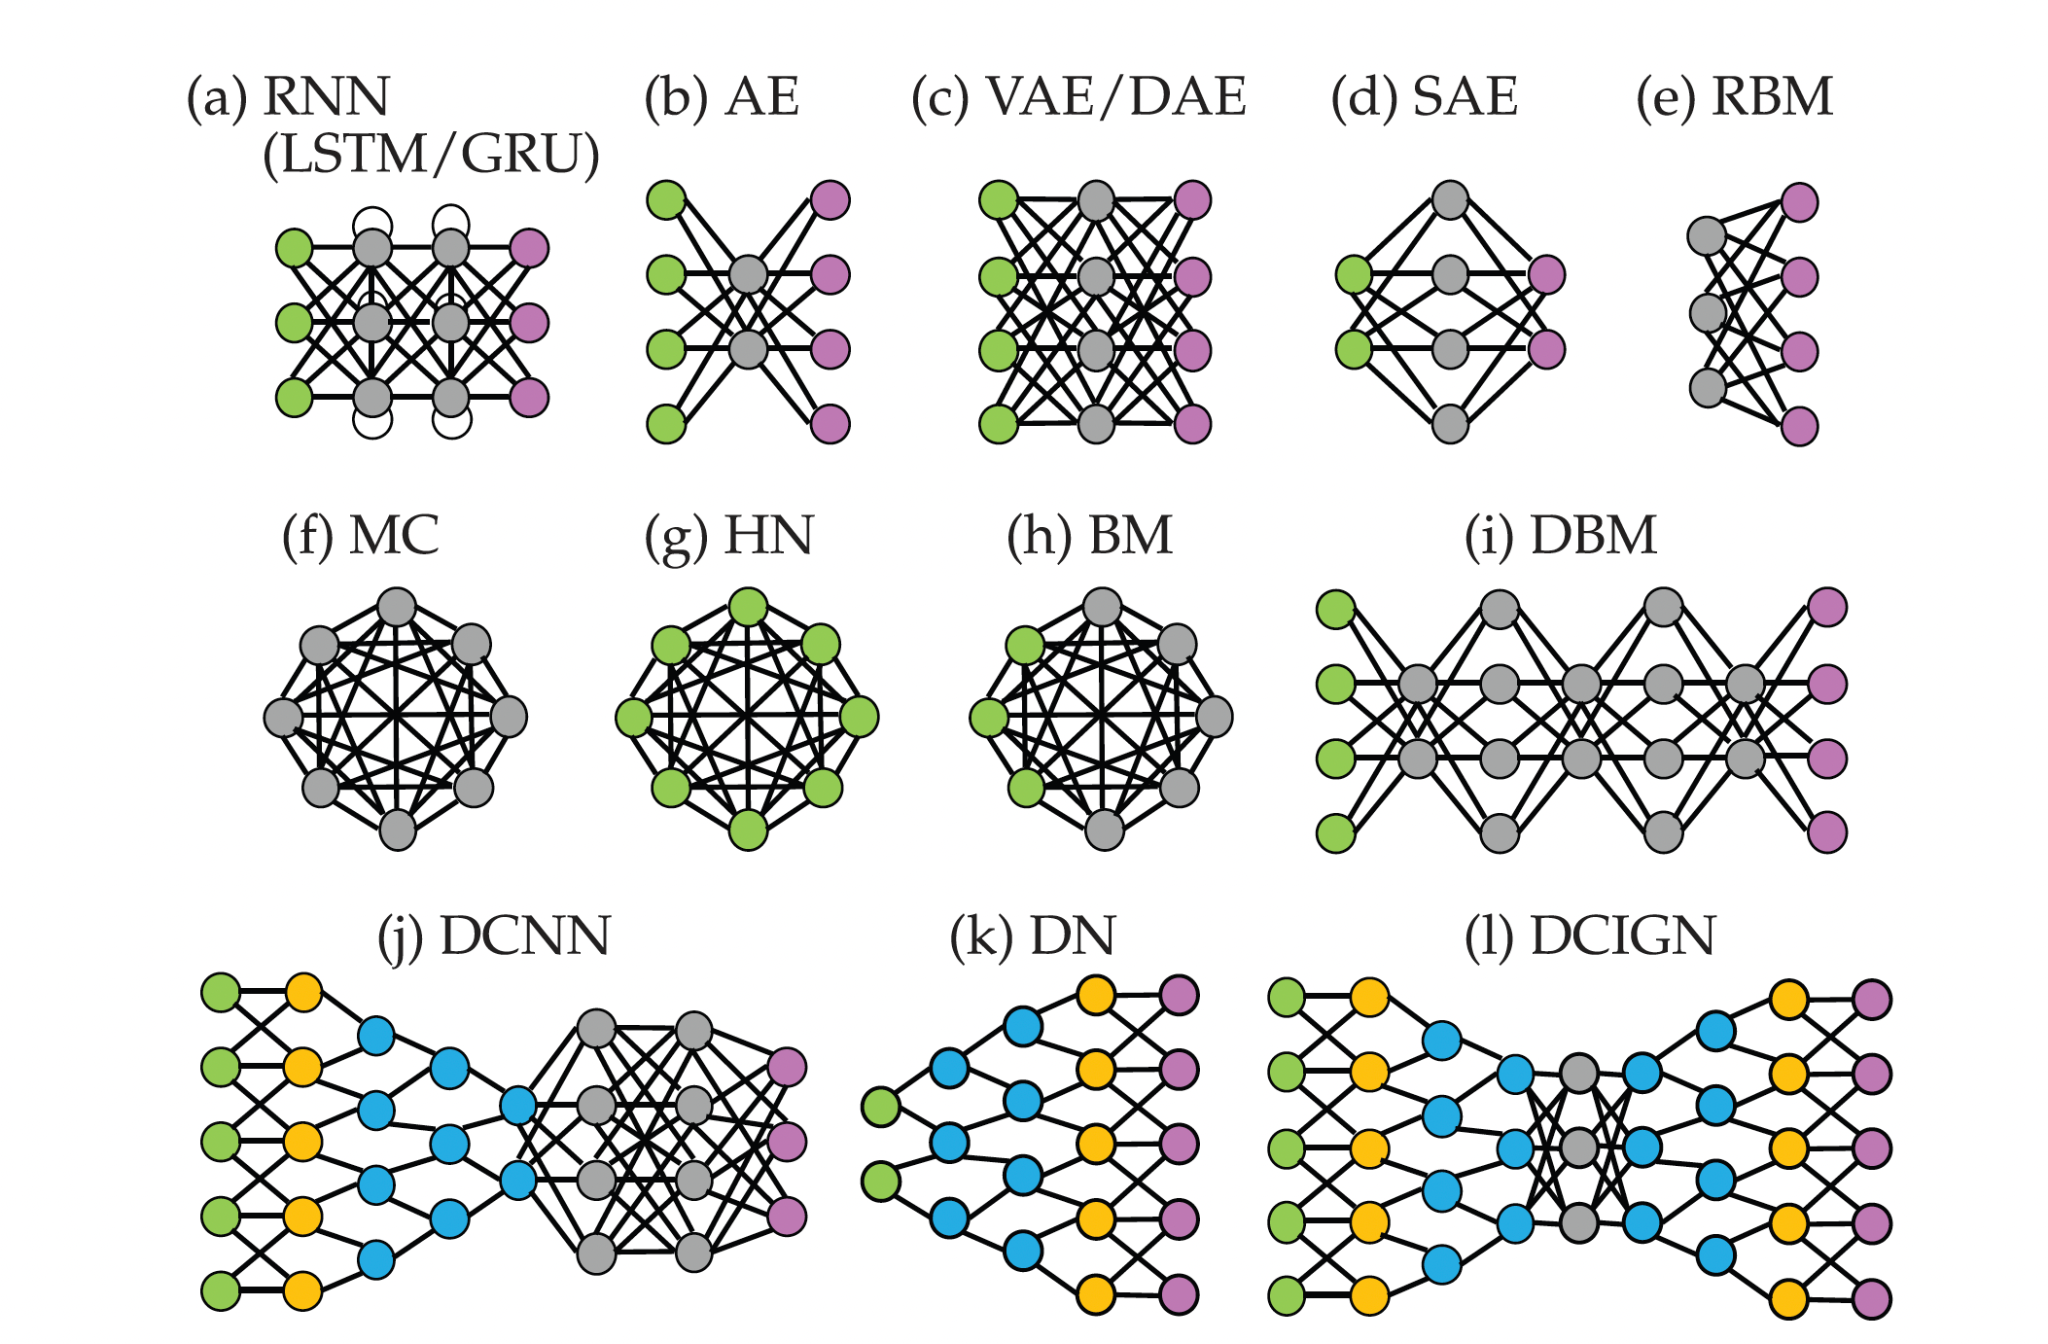 (a) RNN
(LSTM/GRU)
(b) AE
(c) VAE/DAE
(d) SAE
(e) RBM
(f) MC
(g) HN
(h) BM
(i) DBM
(j) DCNN
(k) DN
(l) DCIGN